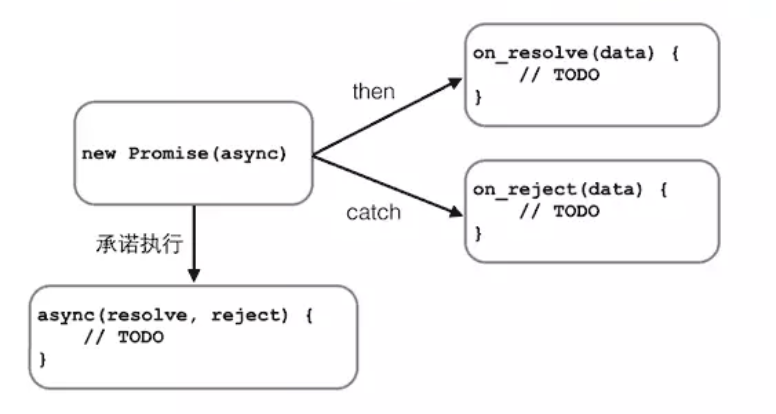 on_resolve(data) {
// TODO
}
then
new Promise(async)
on_reject(data) {
// TODO
}
catch
承诺执行
async(resolve, reject) {
// TODO
}